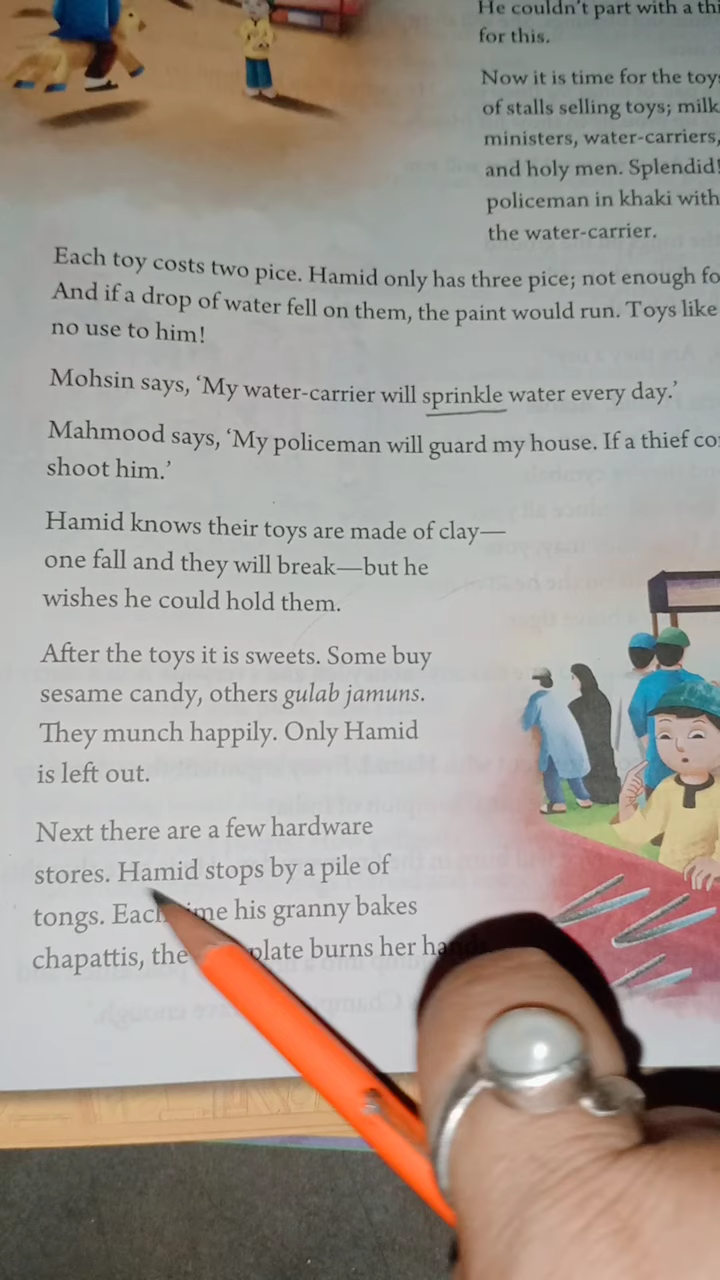 He couldn't part with a
for this.
Now it is time for the
of stalls selling toys; milk
ministers, water-carriers,
and holy men. Splendid!
policeman in khaki with
the water-carrier.
Each toy costs two pice. Hamid only has three pice; not enough
And if a drop of water fell on them, the paint would run. Toys like
no use to him!
Mohsin says, ‘My water-carrier will sprinkle water every day.’
Mahmood says, ‘My policeman will guard my house. If a thief
shoot him.’
Hamid knows their toys are made of clay—
one fall and they will break—but he
wishes he could hold them.
After the toys it is sweets. Some buy
sesame candy, others gulab jamuns.
They munch happily. Only Hamid
is left out.
Next there are a few hardware
stores. Hamid stops by a pile of
tongs. Each his granny bakes
chapattis, the plate burns her